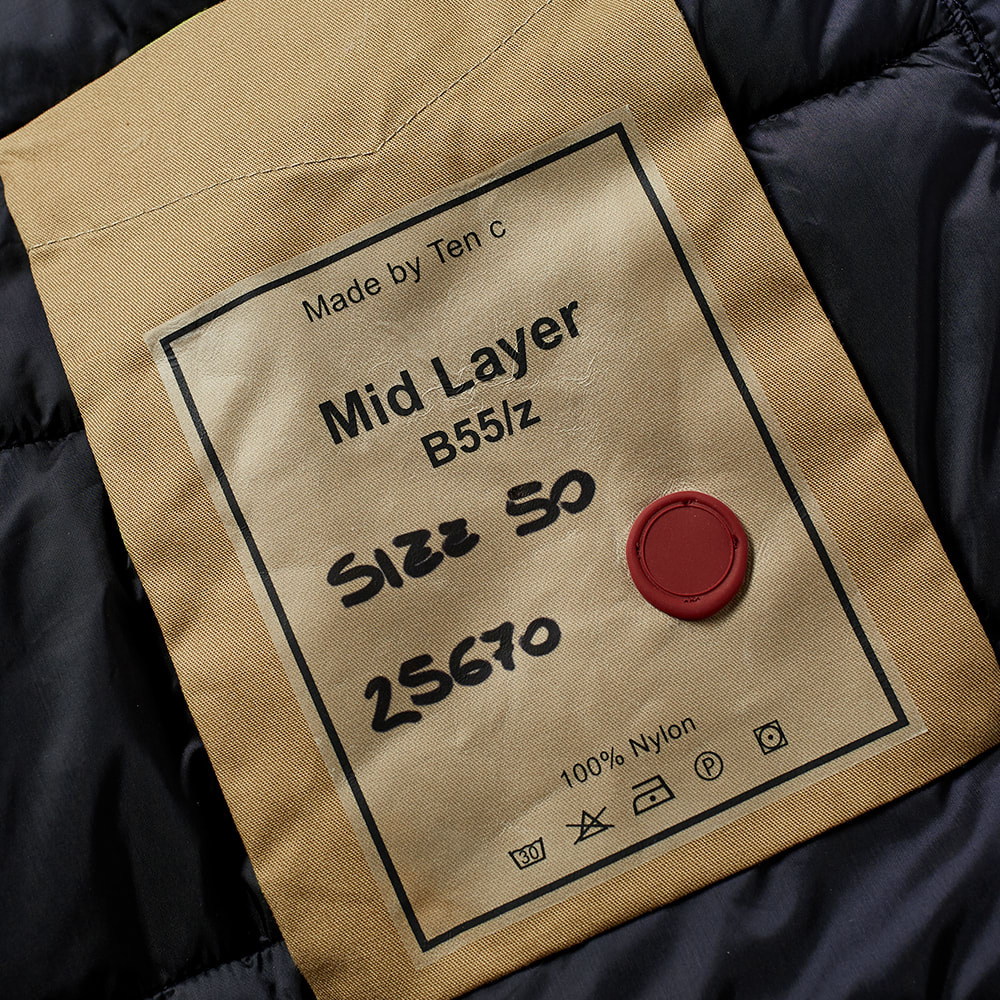 Made by Ten c
Mid Layer
B55/z
SIZE 50
25670
100% Nylon
30 P